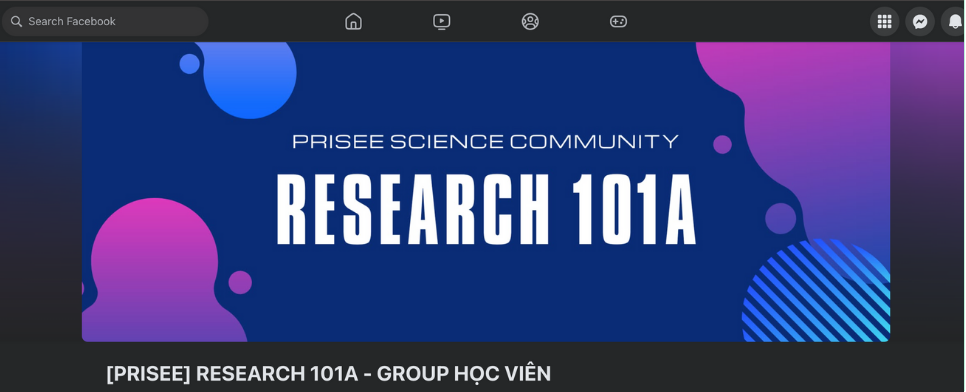 Search Facebook
PRISEE SCIENCE COMMUNITY
RESEARCH 101A
[PRISEE] RESEARCH 101A - GROUP HỌC VIÊN